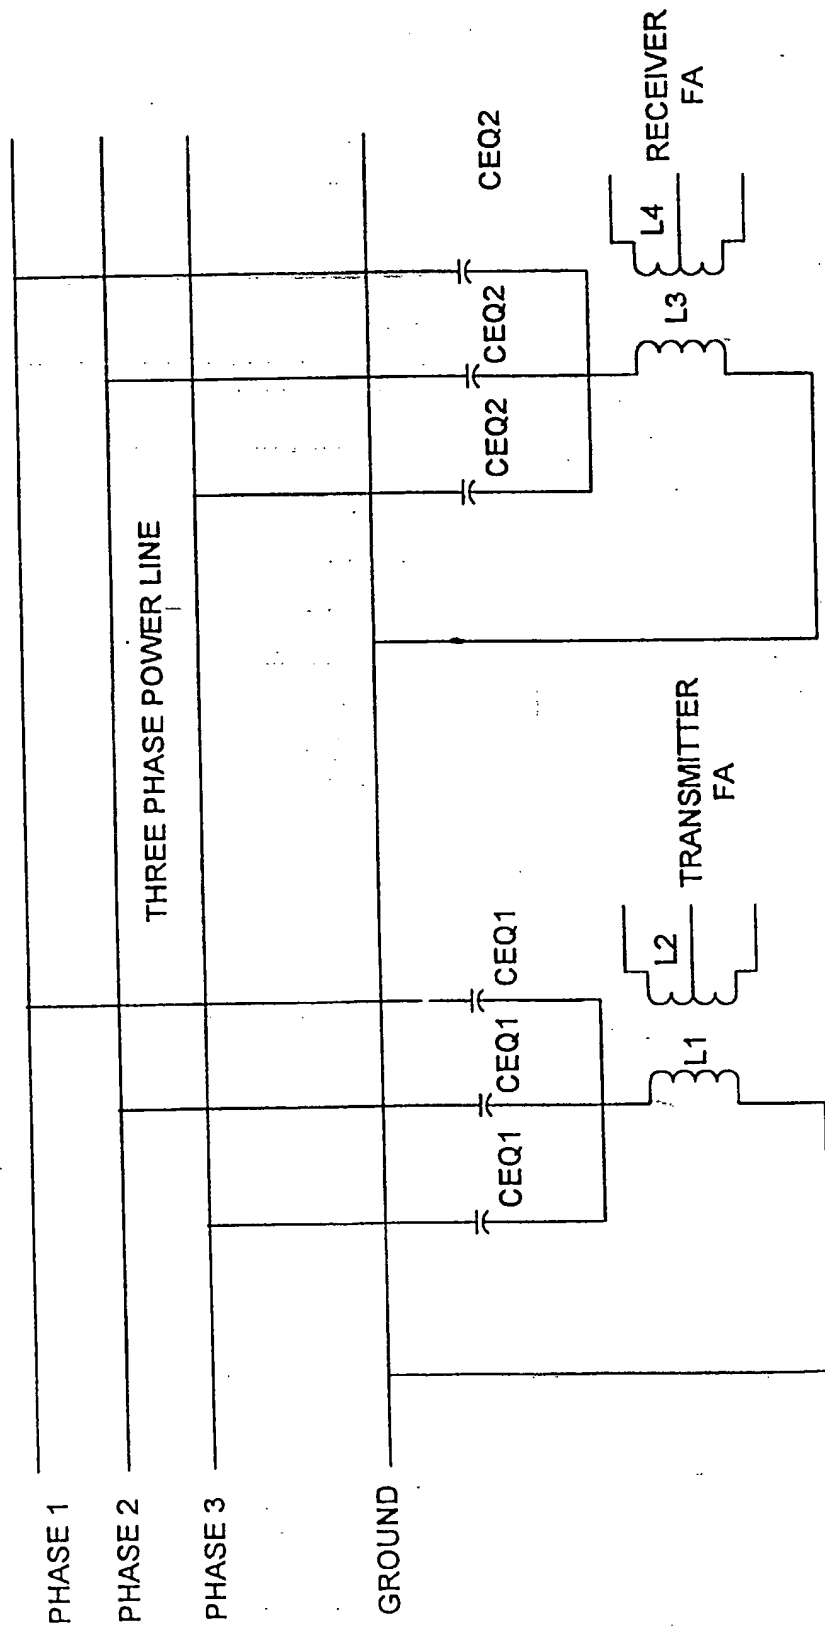 PHASE 1
PHASE 2
PHASE 3
GROUND
THREE PHASE POWER LINE
CEQ1
CEQ1
CEQ1
L1
L2
TRANSMITTER
FA
CEQ2
CEQ2
CEQ2
L3
L4
RECEIVER
FA